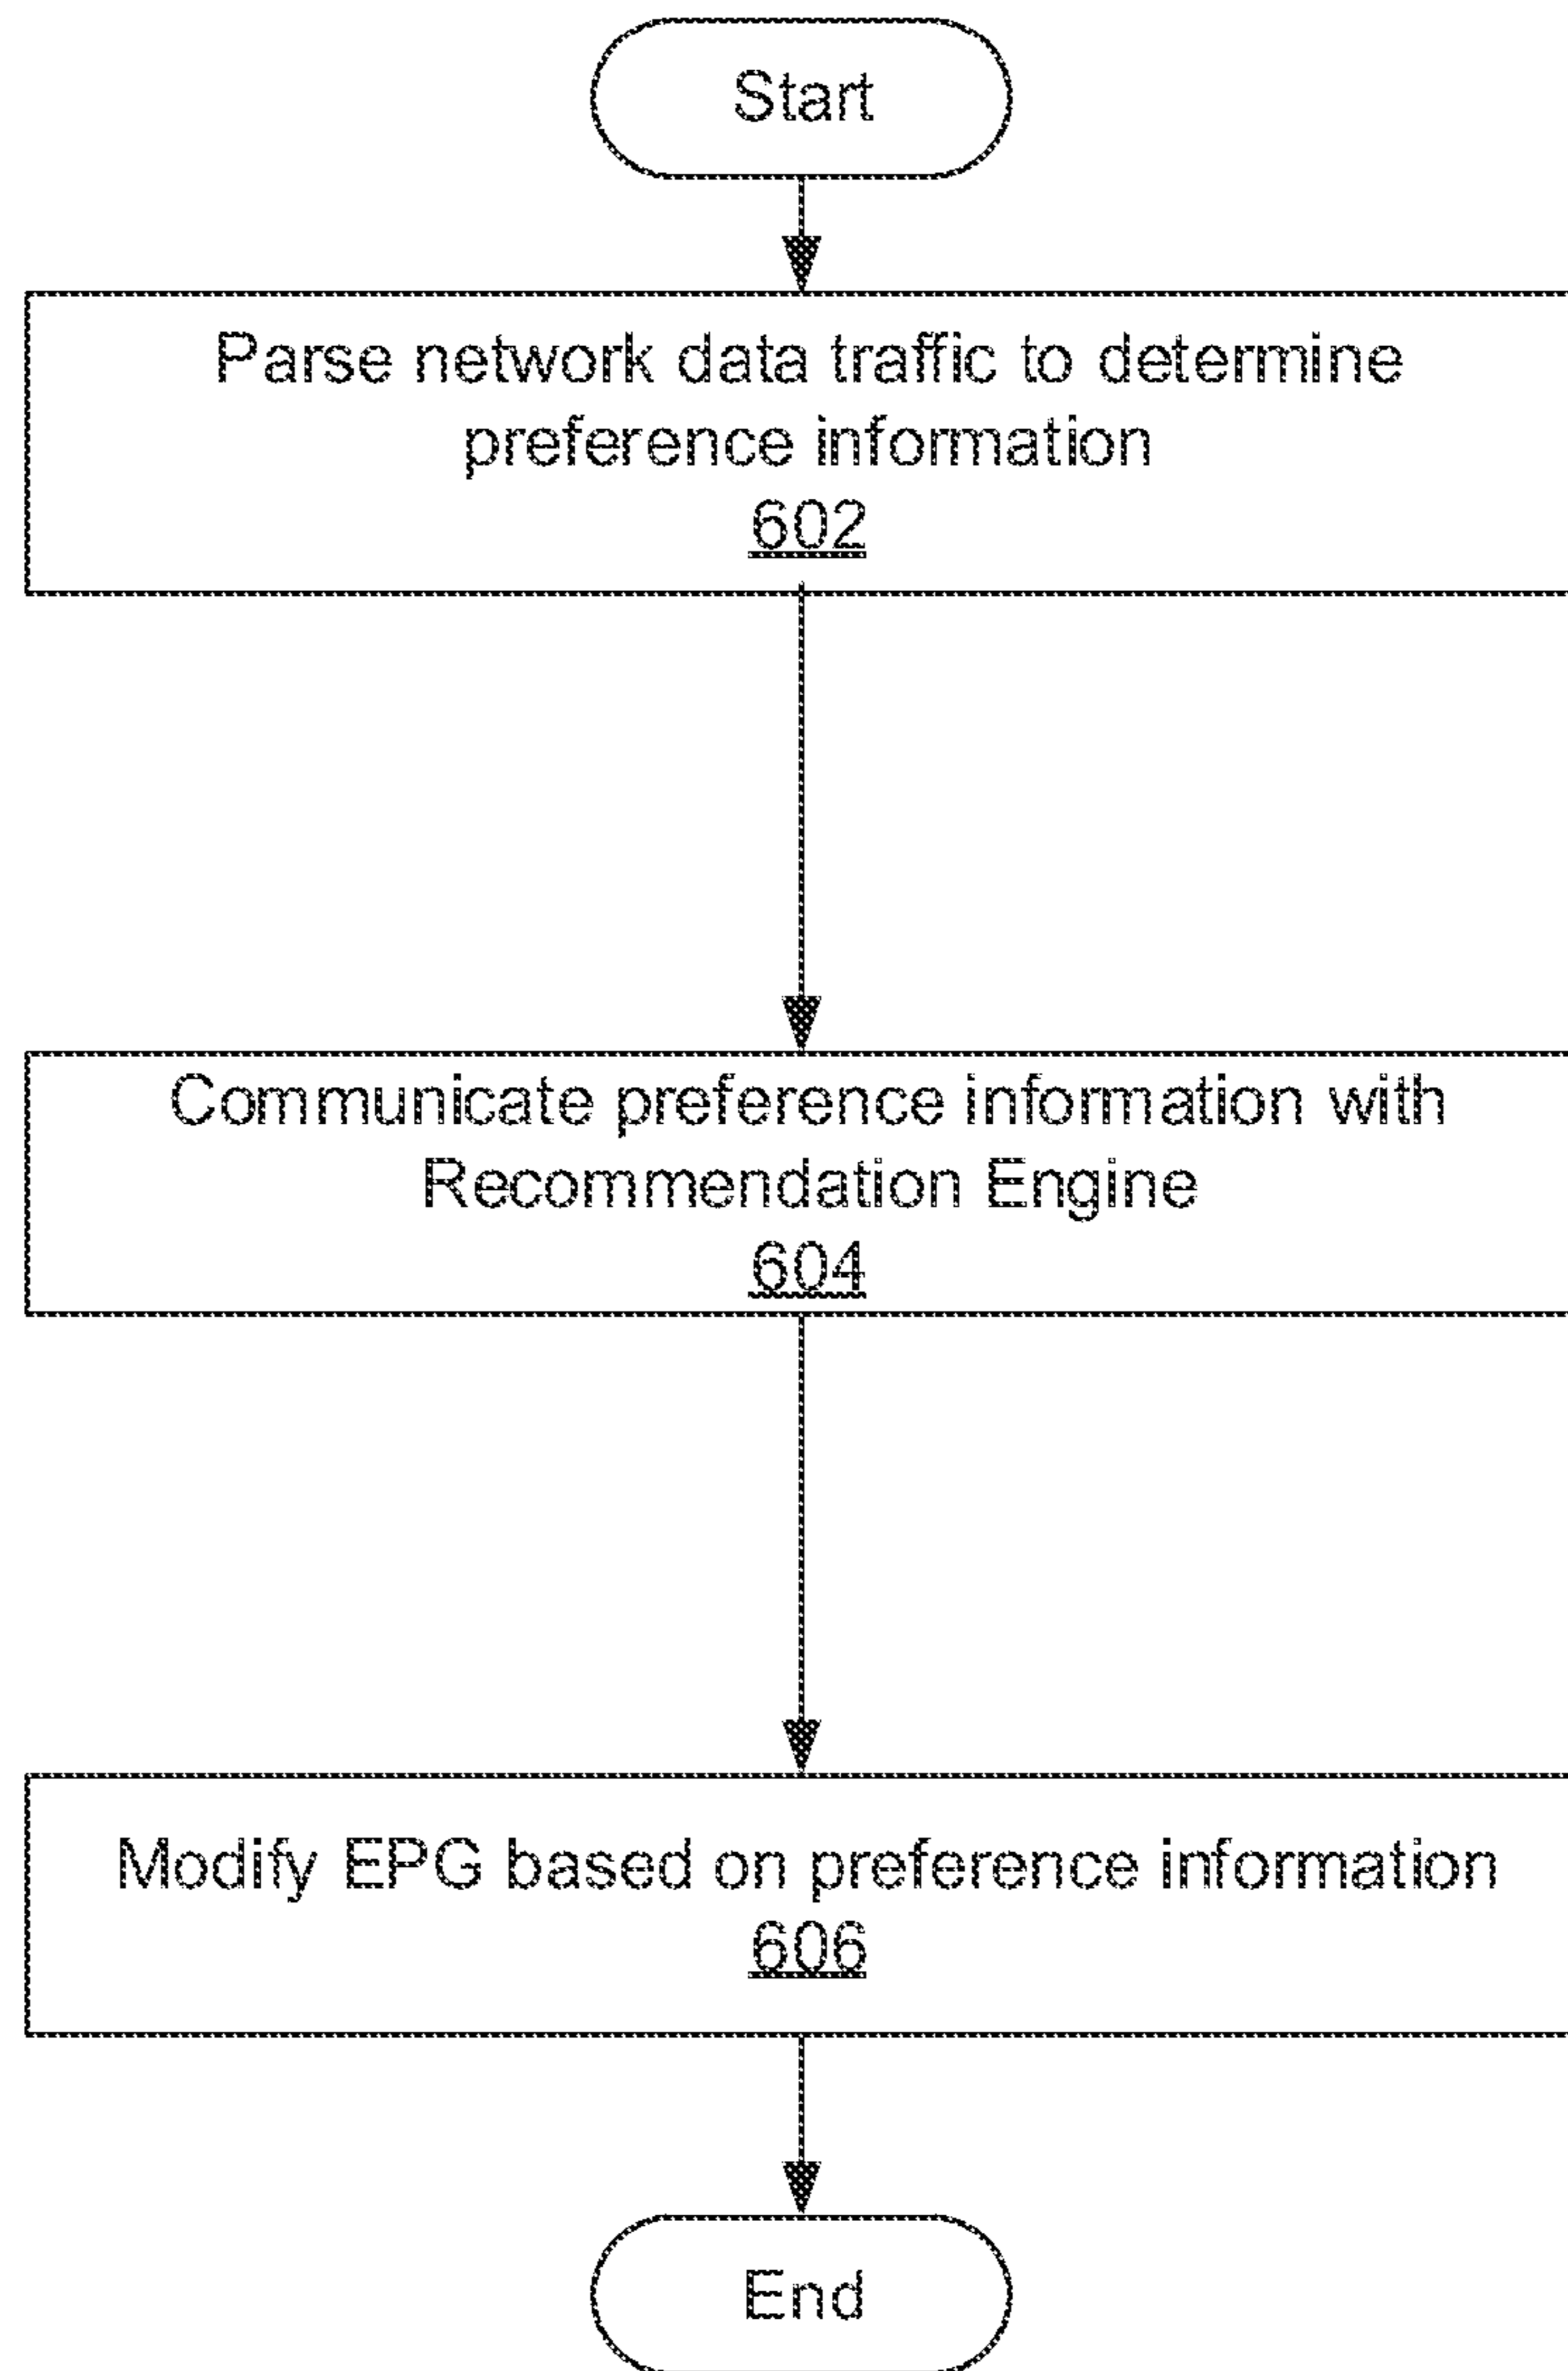 Start
Parse network data traffic to determine
preference information
602
Communicate preference information with
Recommendation Engine
604
Modify EPG based on preference information
606
End